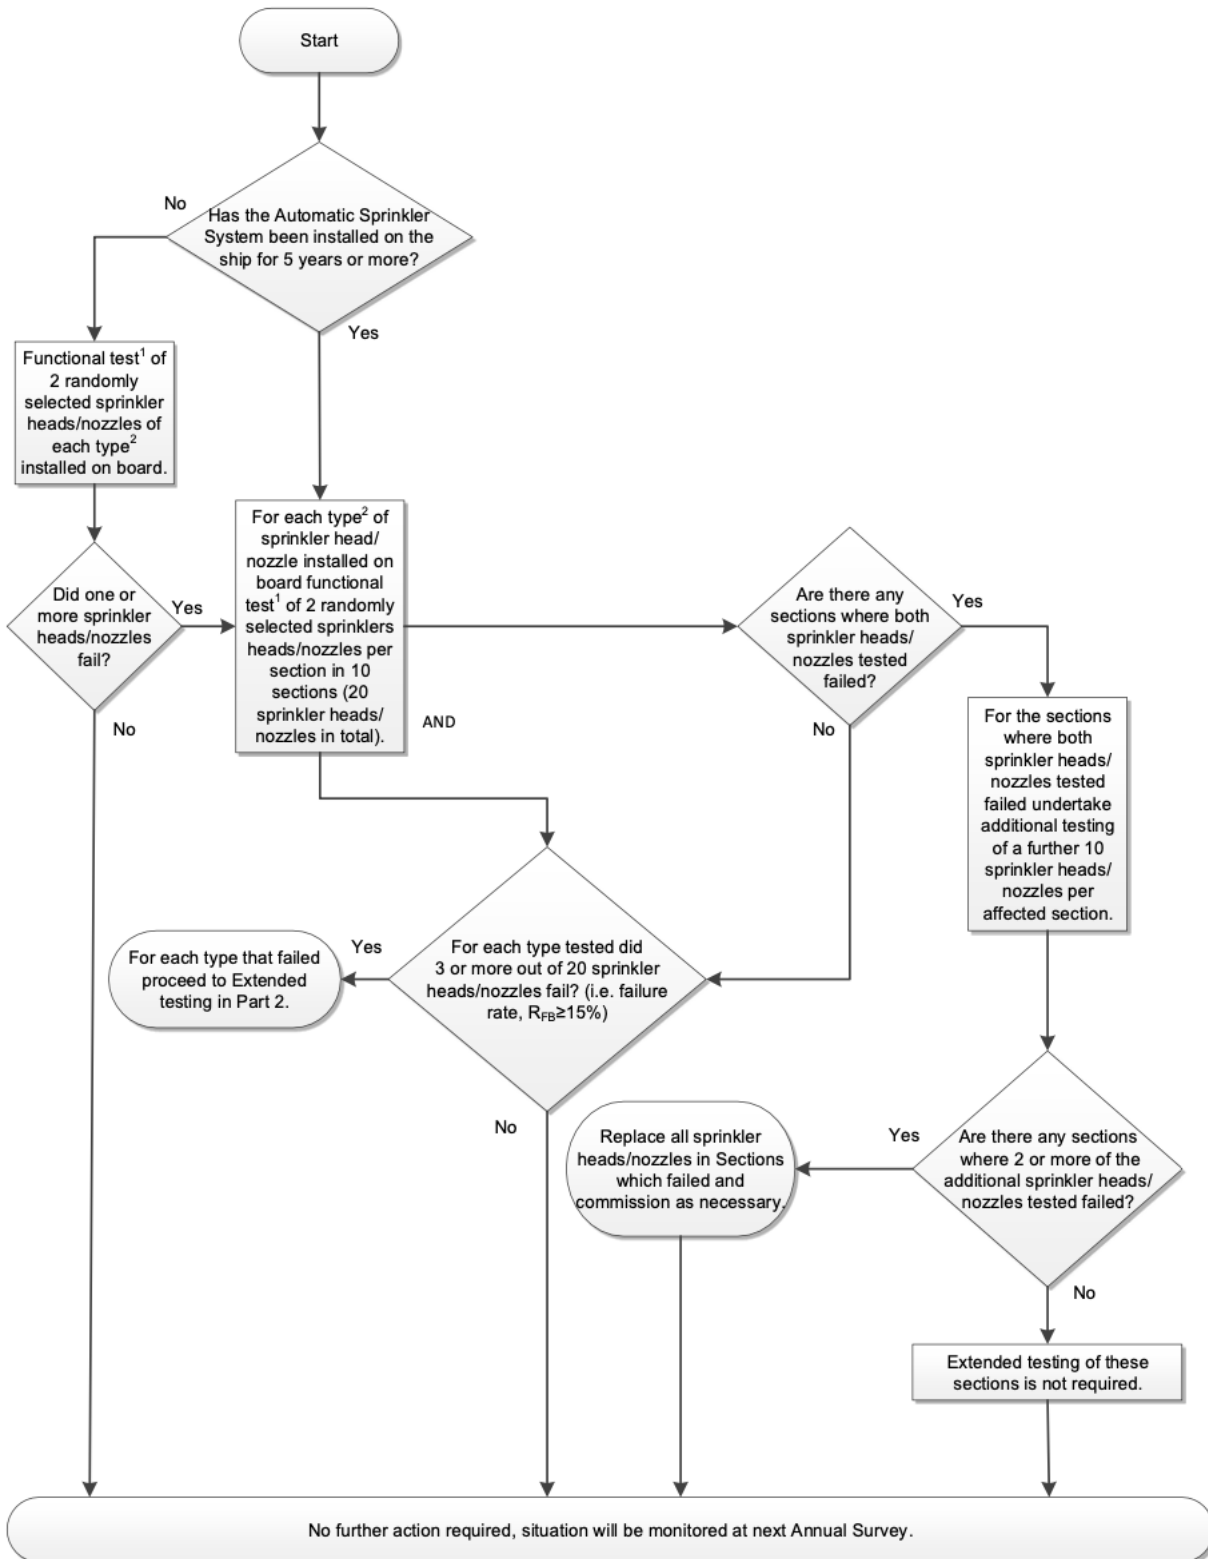 Start
No
Has the Automatic Sprinkler
System been installed on the
ship for 5 years or more?
Yes
Functional test¹ of
2 randomly
selected sprinkler
heads/nozzles of
each type²
installed on board.
Did one or
more sprinkler
heads/nozzles
fail?
Yes
No
For each type² of
sprinkler head/
nozzle installed on
board functional
test¹ of 2 randomly
selected sprinklers
heads/nozzles per
section in 10
sections (20
sprinkler heads/
nozzles in total).
AND
Are there any
sections where both
sprinkler heads/
nozzles tested
failed?
Yes
No
For the sections
where both
sprinkler heads/
nozzles tested
failed undertake
additional testing
of a further 10
sprinkler heads/
nozzles per
affected section.
For each type that failed
proceed to Extended
testing in Part 2.
Yes
For each type tested did
3 or more out of 20 sprinkler
heads/nozzles fail? (i.e. failure
rate, R_FB≥15%)
No
Replace all sprinkler
heads/nozzles in Sections
which failed and
commission as necessary.
Yes
Are there any sections
where 2 or more of the
additional sprinkler heads/
nozzles tested failed?
No
Extended testing of these
sections is not required.
No further action required, situation will be monitored at next Annual Survey.